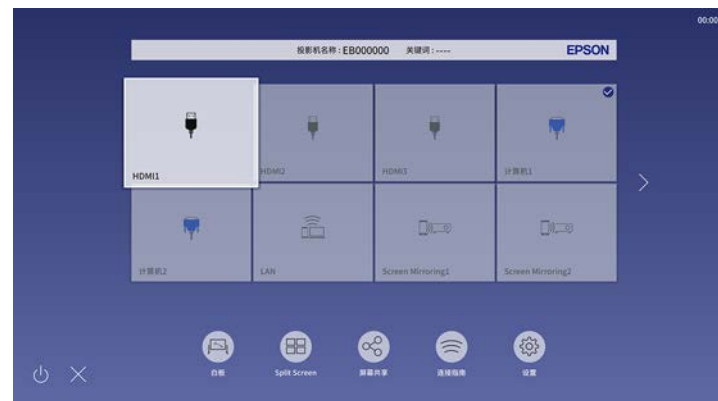 00:00
投影机名称 : EB000000 关键词 : ---- EPSON
HDMI1 HDMI2 HDMI3 计算机1
计算机2 LAN Screen Mirroring1 Screen Mirroring2
白板 Split Screen 屏幕共享 连接指南 设置